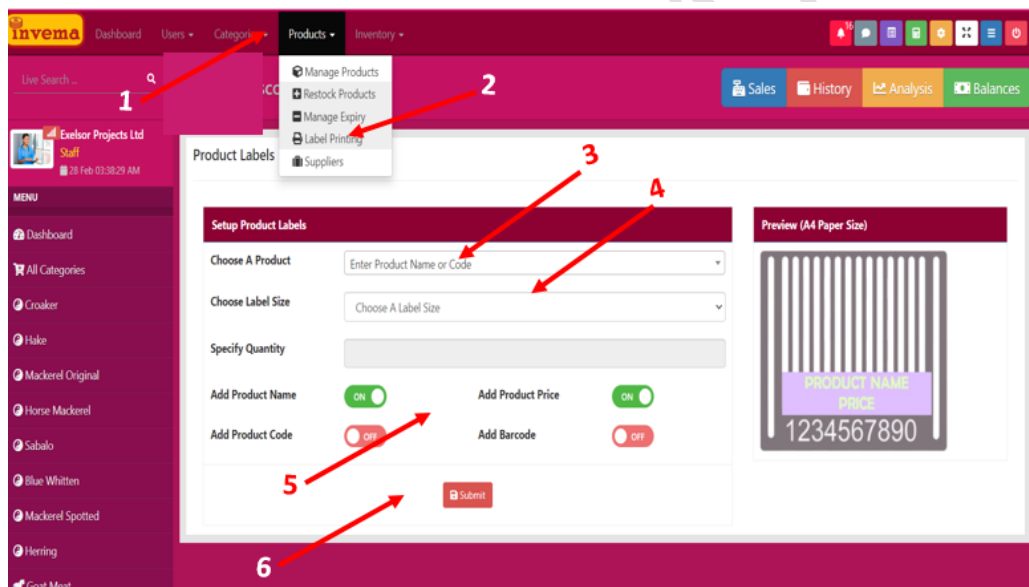 invema Dashboard Users Categories Products Inventory 16
Live Search ...
Sales History Analysis Balances
1
Manage Products
Restock Products
Manage Expiry
Label Printing
Suppliers
2
Exelsor Projects Ltd
Staff
28 Feb 03:38:29 AM
MENU
Dashboard
All Categories
Croaker
Hake
Mackerel Original
Horse Mackerel
Sabalo
Blue Whitten
Mackerel Spotted
Herring
Goat Meat
Product Labels
3
4
Setup Product Labels
Choose A Product Enter Product Name or Code
Choose Label Size Choose A Label Size
Specify Quantity
Add Product Name ON Add Product Price ON
Add Product Code OFF Add Barcode OFF
5
Submit
6
Preview (A4 Paper Size)
PRODUCT NAME
PRICE
1234567890